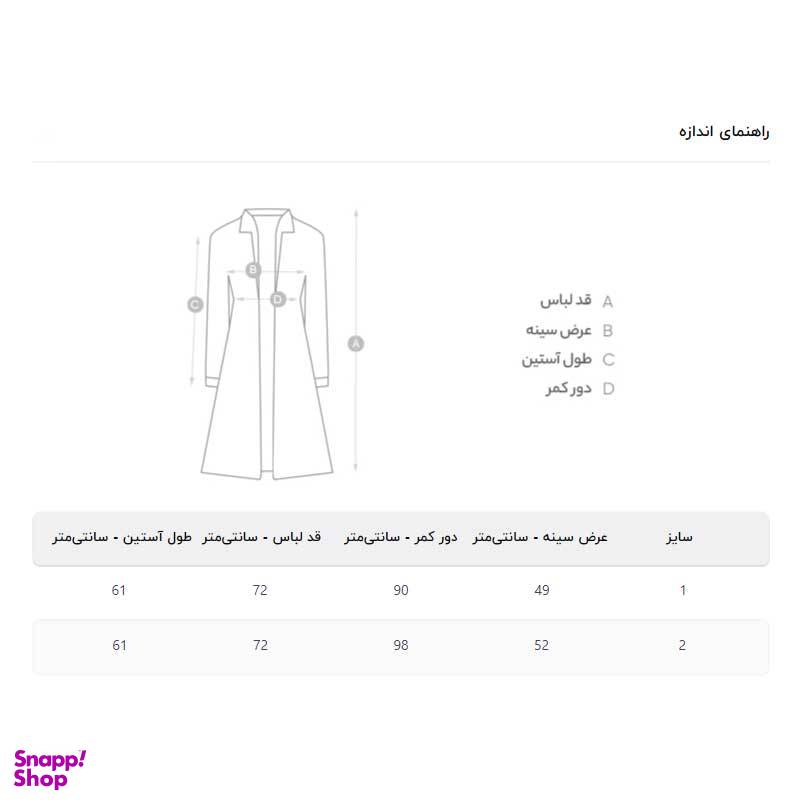 راهنمای اندازه
B
D
C
A
A قد لباس
B عرض سینه
C طول آستین
D دور کمر
سایز عرض سینه - سانتی‌متر دور کمر - سانتی‌متر قد لباس - سانتی‌متر طول آستین - سانتی‌متر
1 49 90 72 61
2 52 98 72 61
Snapp!
Shop